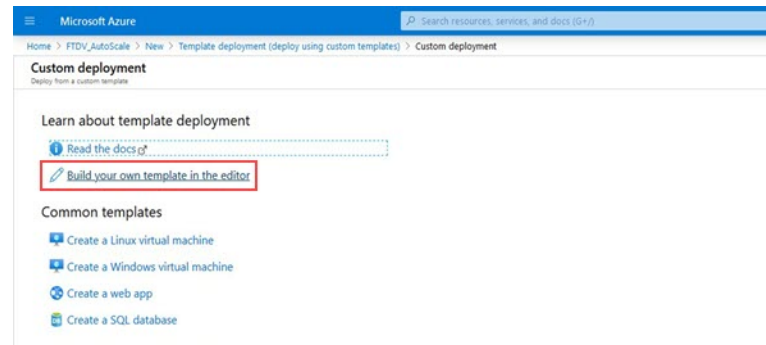 Microsoft Azure
Search resources, services, and docs (G+/)
Home > FTDV_AutoScale > New > Template deployment (deploy using custom templates) > Custom deployment
Custom deployment
Deploy from a custom template
Learn about template deployment
Read the docs
Build your own template in the editor
Common templates
Create a Linux virtual machine
Create a Windows virtual machine
Create a web app
Create a SQL database